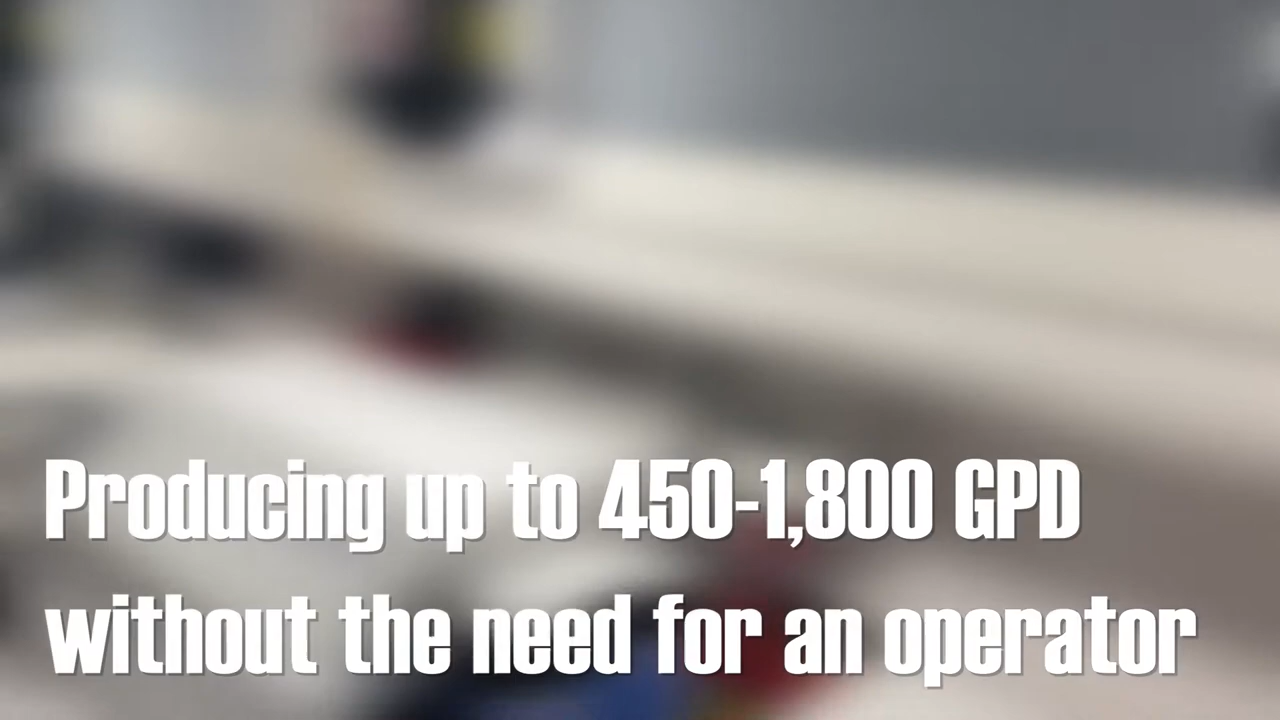 Producing up to 450-1,800 GPD
without the need for an operator